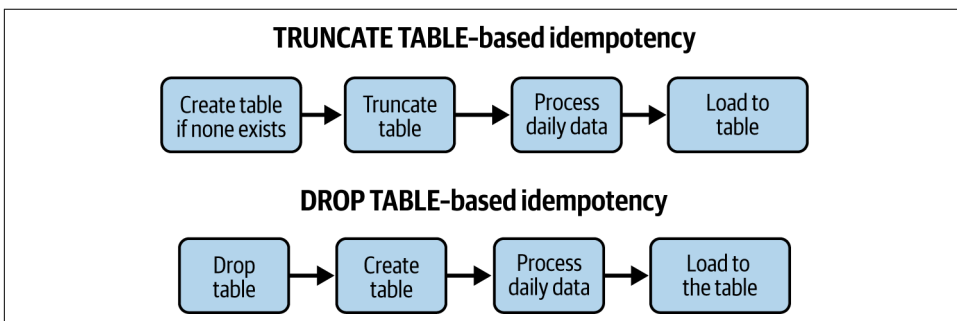 TRUNCATE TABLE-based idempotency
Create table
if none exists
Truncate
table
Process
daily data
Load to
table
DROP TABLE-based idempotency
Drop
table
Create
table
Process
daily data
Load to
the table